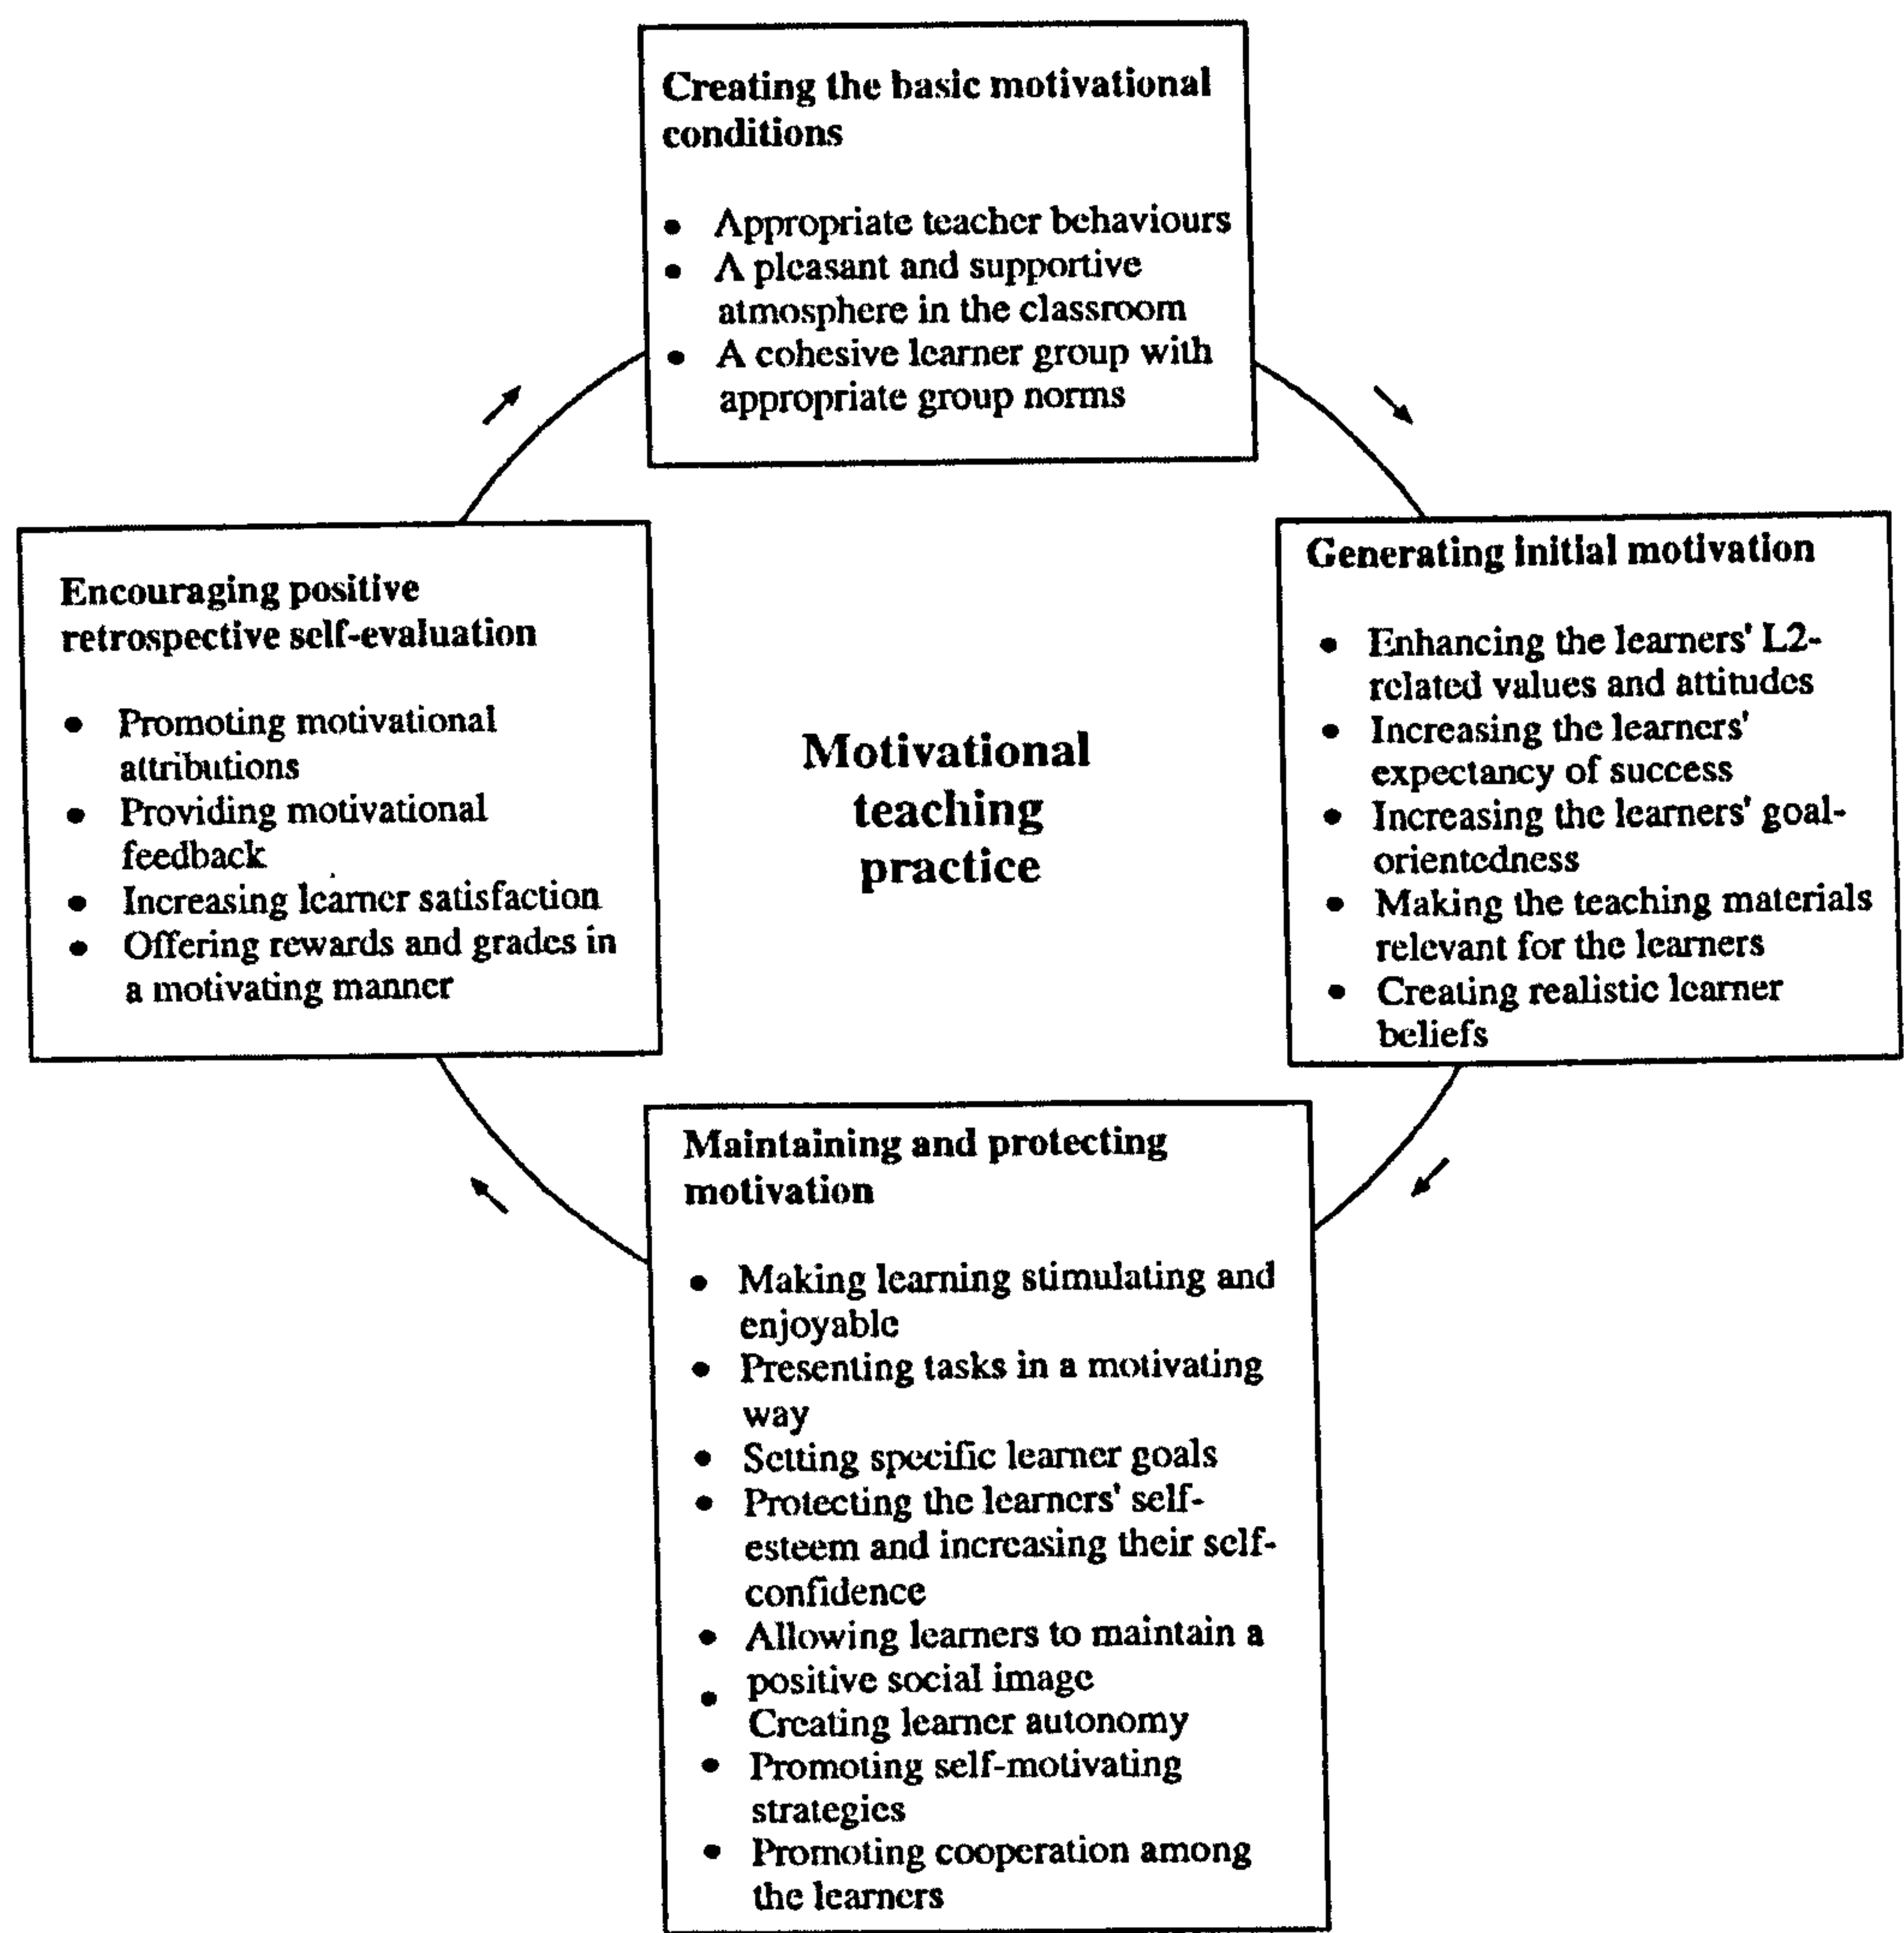 Creating the basic motivational
conditions
• Appropriate teacher behaviours
• A pleasant and supportive
atmosphere in the classroom
• A cohesive learner group with
appropriate group norms
Generating initial motivation
• Enhancing the learners' L2-
related values and attitudes
• Increasing the learners'
expectancy of success
• Increasing the learners' goal-
orientedness
• Making the teaching materials
relevant for the learners
• Creating realistic learner
beliefs
Maintaining and protecting
motivation
• Making learning stimulating and
enjoyable
• Presenting tasks in a motivating
way
• Setting specific learner goals
• Protecting the learners' self-
esteem and increasing their self-
confidence
• Allowing learners to maintain a
positive social image
• Creating learner autonomy
• Promoting self-motivating
strategies
• Promoting cooperation among
the learners
Encouraging positive
retrospective self-evaluation
• Promoting motivational
attributions
• Providing motivational
feedback
• Increasing learner satisfaction
• Offering rewards and grades in
a motivating manner
Motivational
teaching
practice